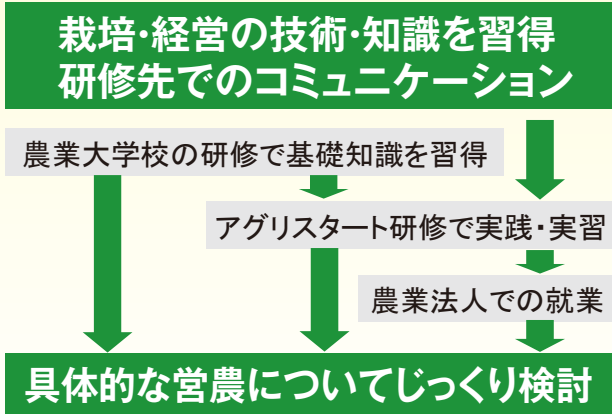 栽培・経営の技術・知識を習得
研修先でのコミュニケーション
農業大学校の研修で基礎知識を習得
アグリスタート研修で実践・実習
農業法人での就業
具体的な営農についてじっくり検討